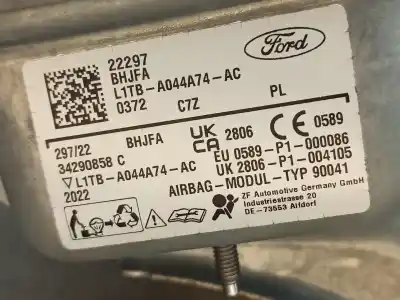 22297
Ford
BHJFA
L1TB-A044A74-AC
0372 C7Z PL
297/22 BHJFA
UK CA 2806 CE 0589
34290858 C
EU 0589-P1-000086
L1TB-A044A74-AC
UK 2806-P1-004105
2022
AIRBAG-MODUL-TYP 90041
ZF Automotive Germany GmbH
Industriestrasse 20
DE-73553 Alfdorf